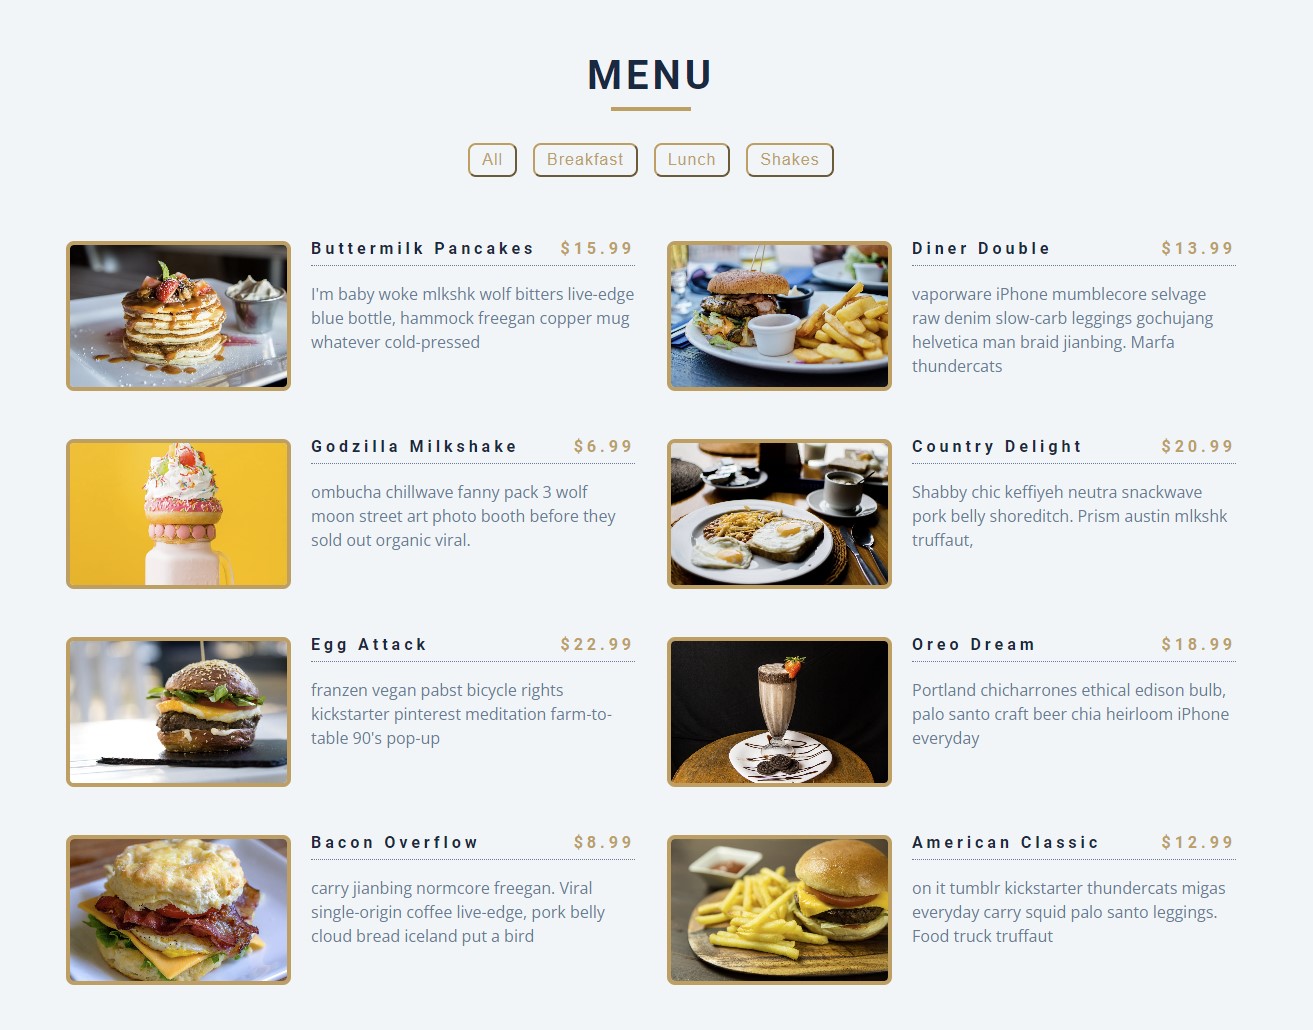 MENU
All Breakfast Lunch Shakes
Buttermilk Pancakes $15.99
I'm baby woke mlkshk wolf bitters live-edge
blue bottle, hammock freegan copper mug
whatever cold-pressed
Diner Double $13.99
vaporware iPhone mumblecore selvage
raw denim slow-carb leggings gochujang
helvetica man braid jianbing. Marfa
thundercats
Godzilla Milkshake $6.99
ombucha chillwave fanny pack 3 wolf
moon street art photo booth before they
sold out organic viral.
Country Delight $20.99
Shabby chic keffiyeh neutra snackwave
pork belly shoreditch. Prism austin mlkshk
truffaut,
Egg Attack $22.99
franzen vegan pabst bicycle rights
kickstarter pinterest meditation farm-to-
table 90's pop-up
Oreo Dream $18.99
Portland chicharrones ethical edison bulb,
palo santo craft beer chia heirloom iPhone
everyday
Bacon Overflow $8.99
carry jianbing normcore freegan. Viral
single-origin coffee live-edge, pork belly
cloud bread iceland put a bird
American Classic $12.99
on it tumblr kickstarter thundercats migas
everyday carry squid palo santo leggings.
Food truck truffaut